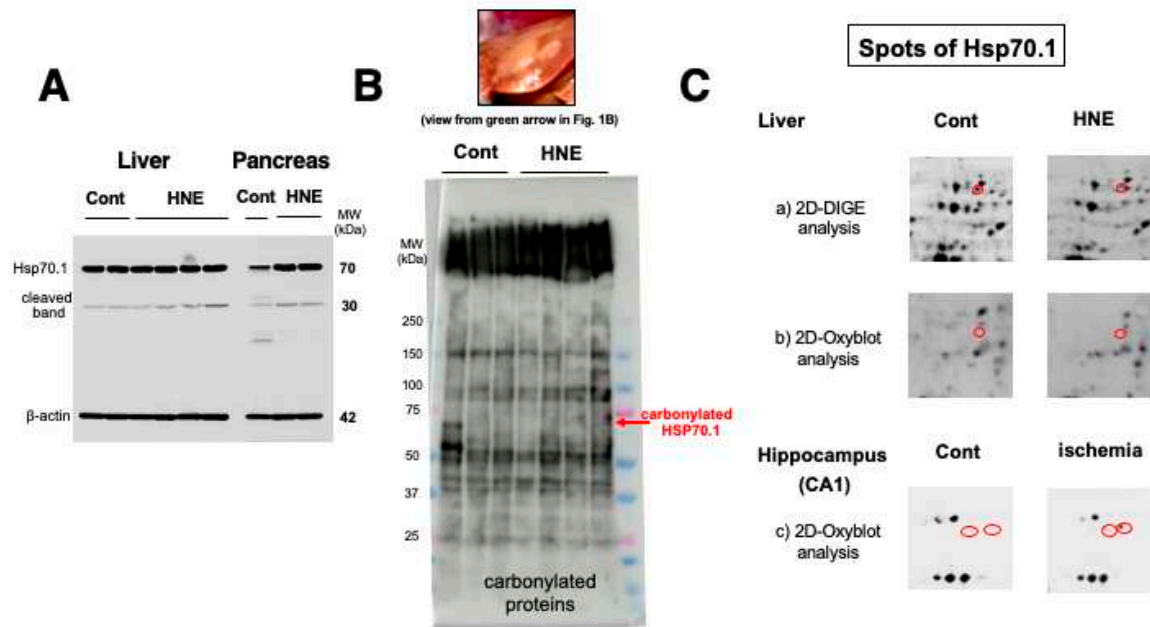 A
Liver
Pancreas
Cont
HNE
Cont
HNE
MW
(kDa)
Hsp70.1
70
cleaved
band
30
β-actin
42
B
(view from green arrow in Fig. 1B)
Cont
HNE
MW
(kDa)
250
150
100
75
50
37
25
carbonylated
HSP70.1
carbonylated
proteins
Spots of Hsp70.1
C
Liver
Cont
HNE
a) 2D-DIGE
analysis
b) 2D-Oxyblot
analysis
Hippocampus
(CA1)
Cont
ischemia
c) 2D-Oxyblot
analysis